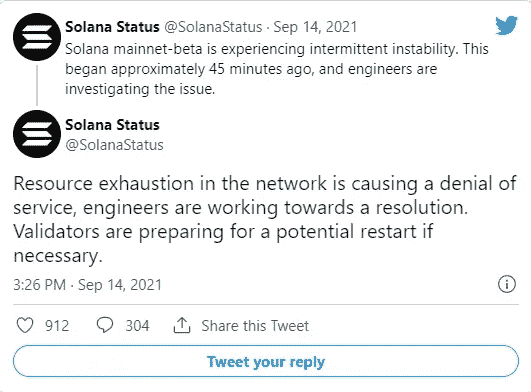 Solana Status @SolanaStatus · Sep 14, 2021
Solana mainnet-beta is experiencing intermittent instability. This
began approximately 45 minutes ago, and engineers are
investigating the issue.
Solana Status
@SolanaStatus
Resource exhaustion in the network is causing a denial of
service, engineers are working towards a resolution.
Validators are preparing for a potential restart if
necessary.
3:26 PM · Sep 14, 2021
912 304 Share this Tweet
Tweet your reply